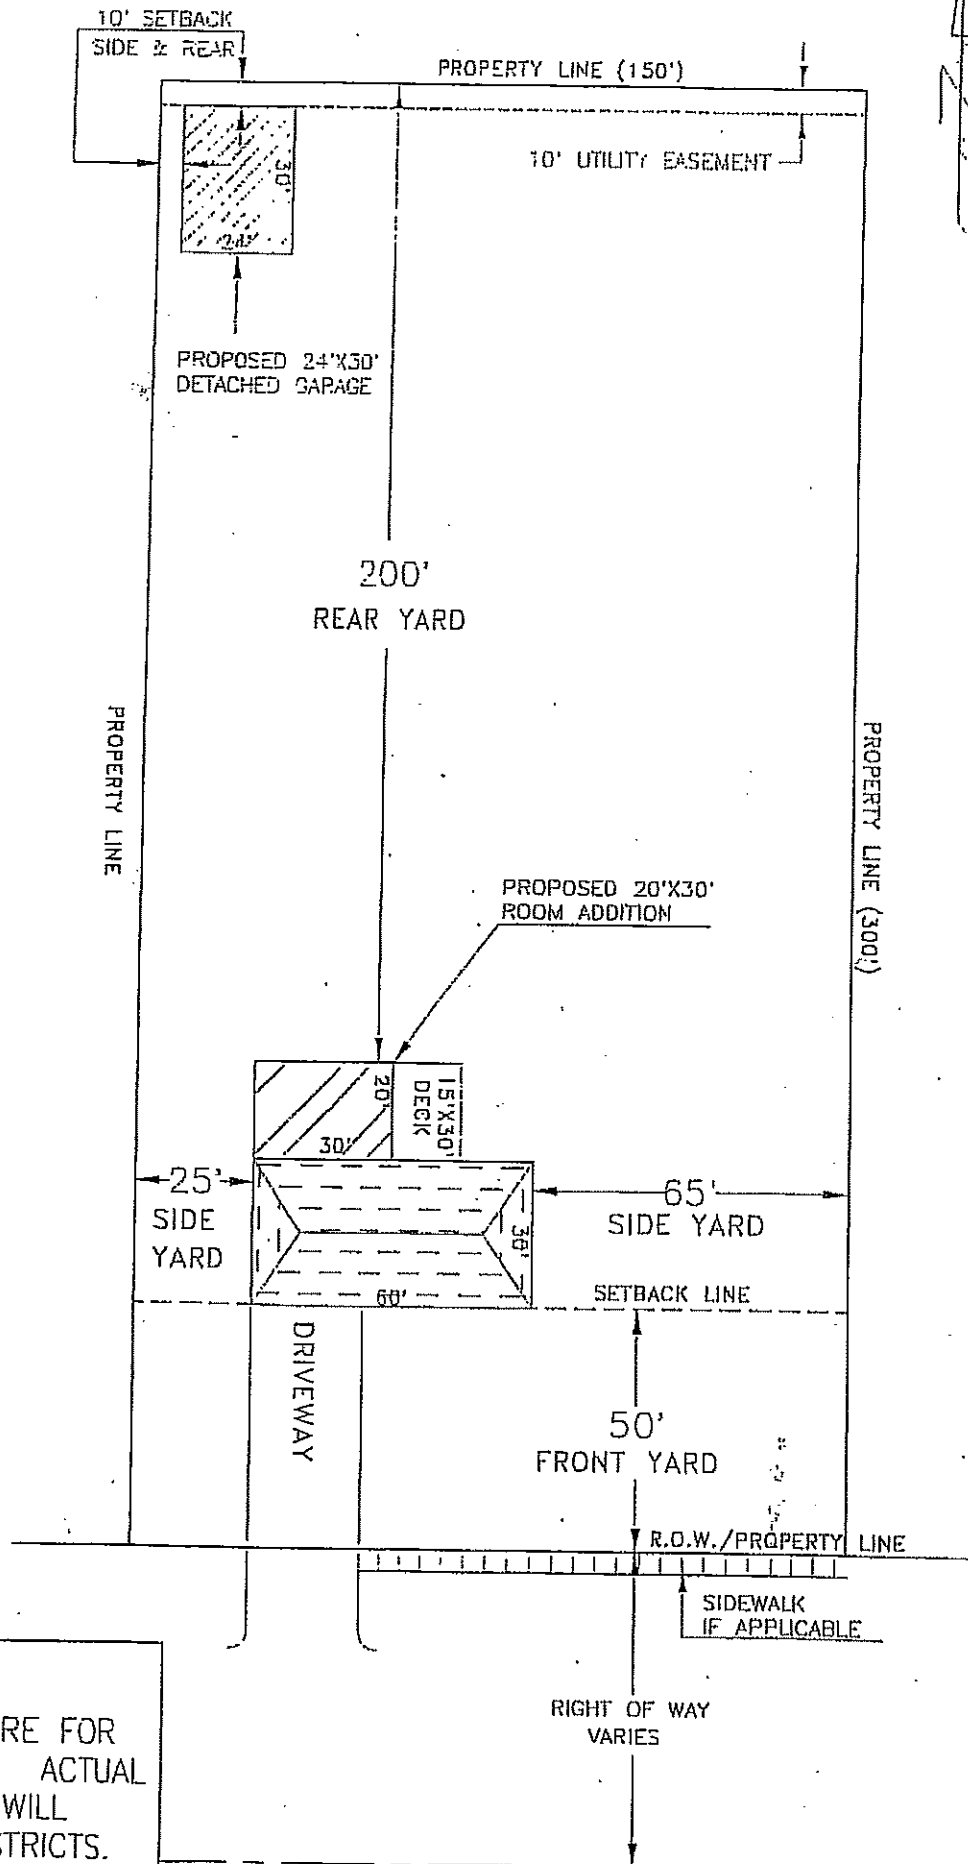 10' SETBACK
SIDE & REAR
PROPERTY LINE (150')
10' UTILITY EASEMENT
30'
24'
PROPOSED 24'X30'
DETACHED GARAGE
200'
REAR YARD
PROPERTY LINE
PROPERTY LINE (300')
PROPOSED 20'X30'
ROOM ADDITION
20'
15'X30'
DECK
30'
25'
SIDE
YARD
65'
SIDE YARD
30'
60'
SETBACK LINE
DRIVEWAY
50'
FRONT YARD
R.O.W./PROPERTY LINE
SIDEWALK
IF APPLICABLE
RIGHT OF WAY
VARIES
RE FOR
ACTUAL
WILL
STRICTS.